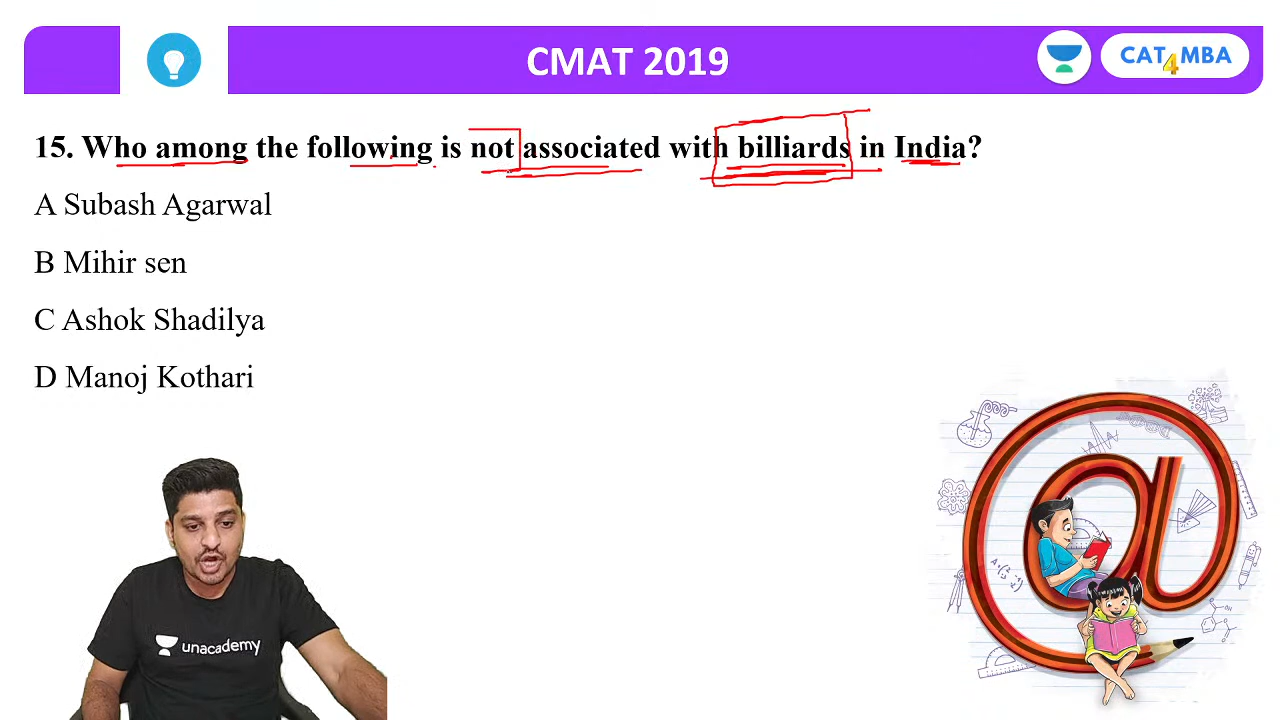 CMAT 2019
CAT4MBA
15. Who among the following is not associated with billiards in India?
A Subash Agarwal
B Mihir sen
C Ashok Shadilya
D Manoj Kothari
unacademy